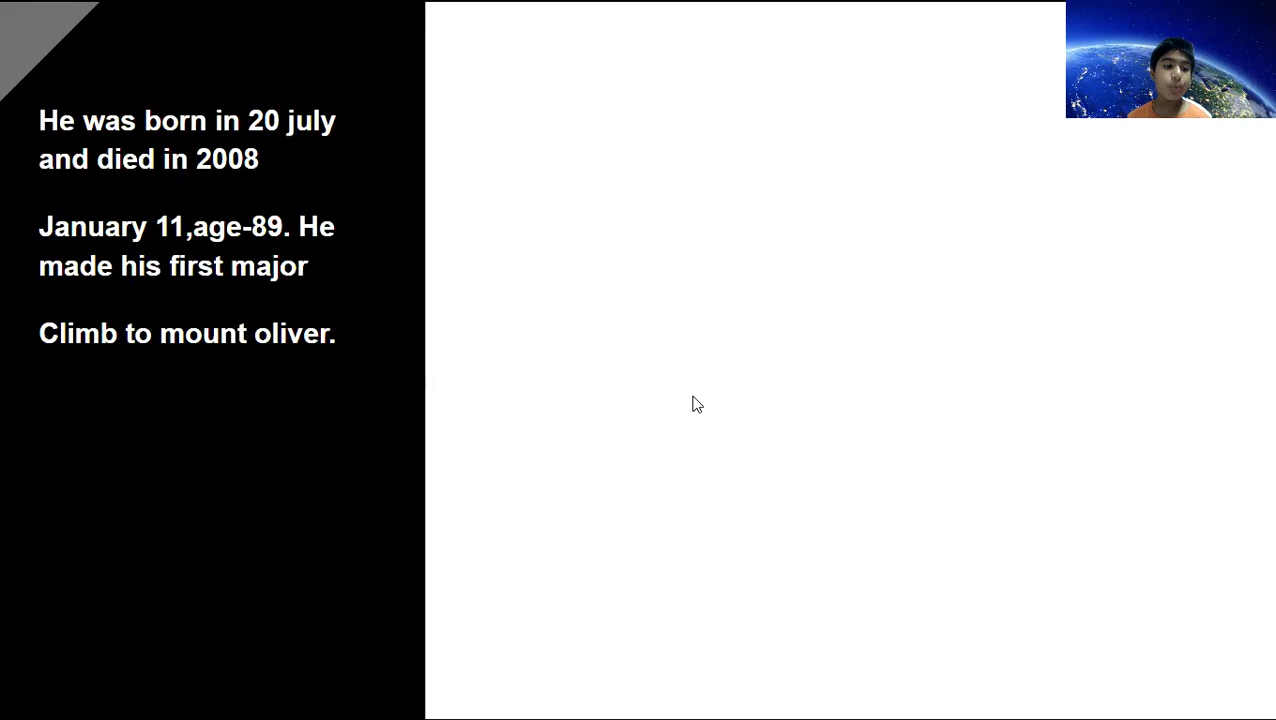 He was born in 20 july
and died in 2008
January 11,age-89. He
made his first major
Climb to mount oliver.